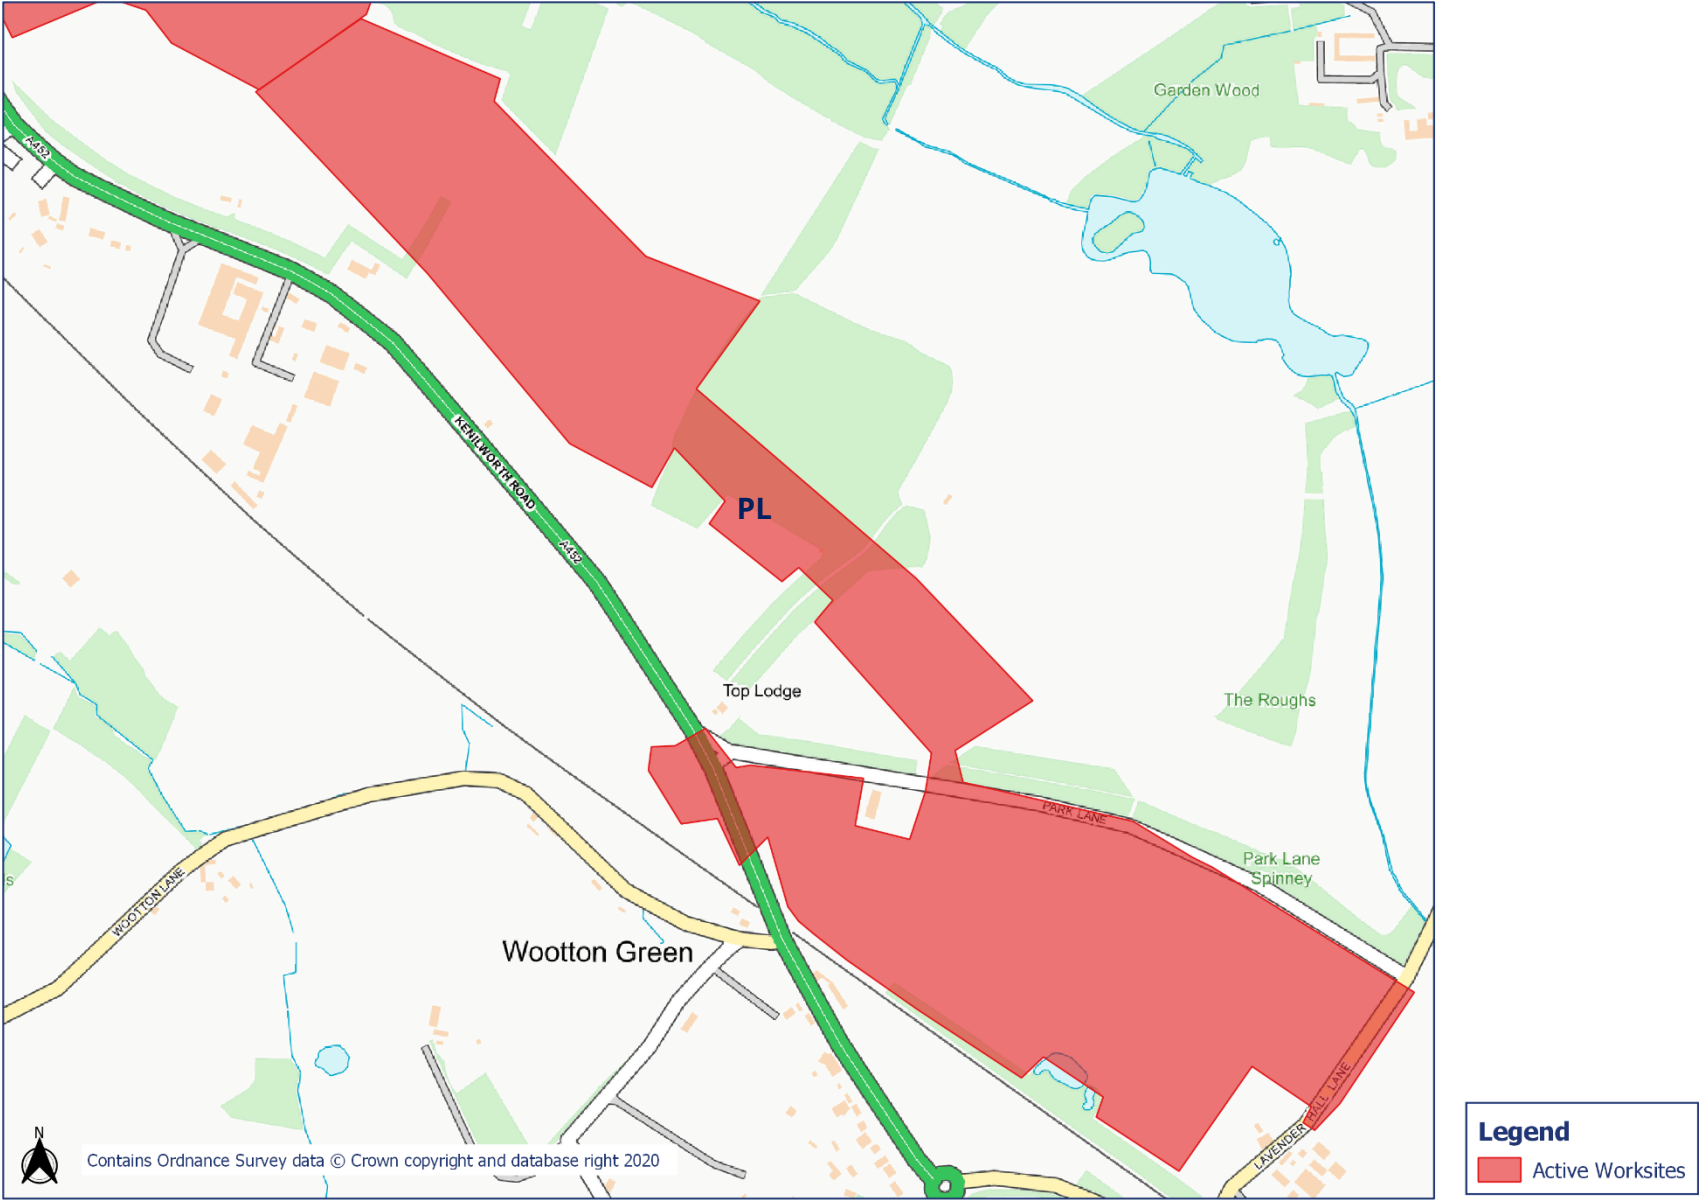 Garden Wood
A452
KENILWORTH ROAD
PL
A452
Top Lodge
The Roughs
PARK LANE
Park Lane
Spinney
s
WOOTTON LANE
Wootton Green
HALL LANE
LAVENDER
N
Contains Ordnance Survey data © Crown copyright and database right 2020
Legend
Active Worksites